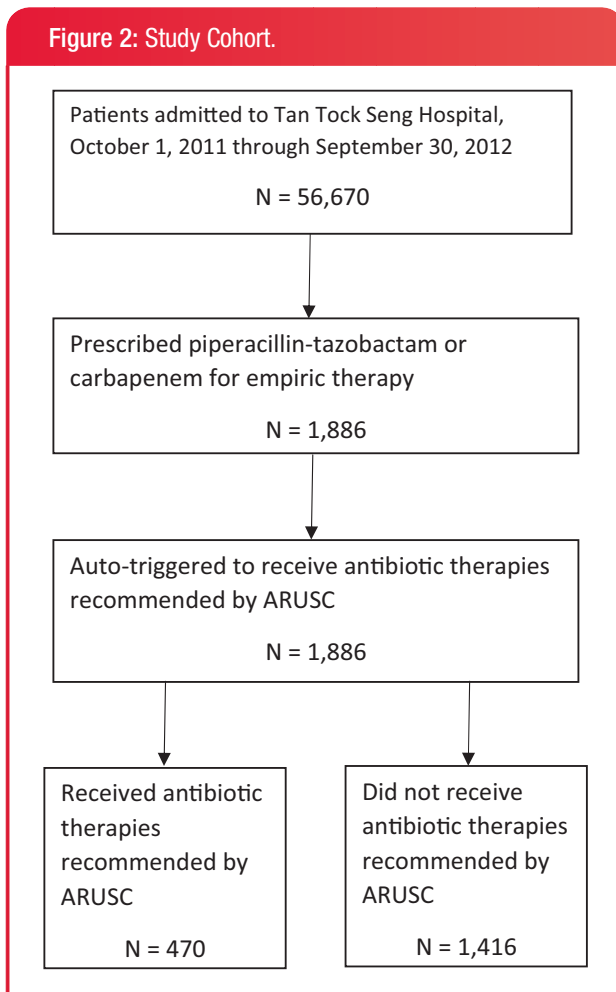 Figure 2: Study Cohort.
Patients admitted to Tan Tock Seng Hospital,
October 1, 2011 through September 30, 2012
N = 56,670
Prescribed piperacillin-tazobactam or
carbapenem for empiric therapy
N = 1,886
Auto-triggered to receive antibiotic therapies
recommended by ARUSC
N = 1,886
Received antibiotic
therapies
recommended by
ARUSC
N = 470
Did not receive
antibiotic therapies
recommended by
ARUSC
N = 1,416